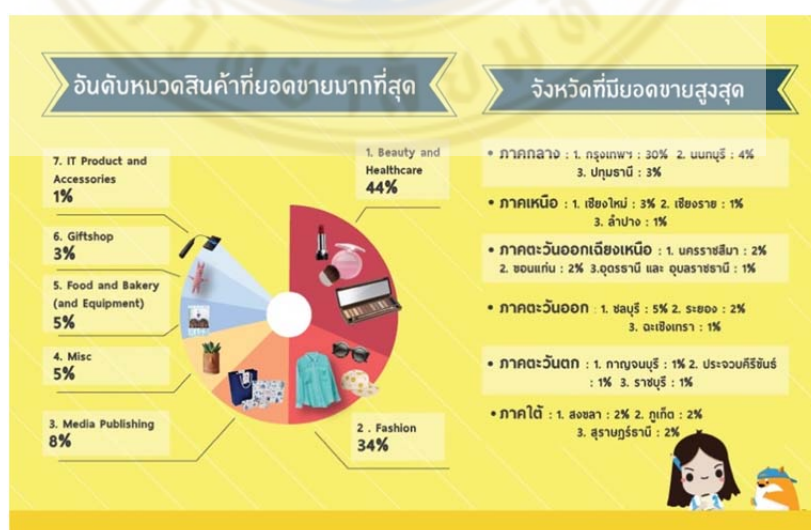 อันดับหมวดสินค้าที่ยอดขายมากที่สุด
7. IT Product and
Accessories
1%
6. Giftshop
3%
5. Food and Bakery
(and Equipment)
5%
4. Misc
5%
3. Media Publishing
8%
1. Beauty and
Healthcare
44%
2 . Fashion
34%
จังหวัดที่มียอดขายสูงสุด
• ภาคกลาง : 1. กรุงเทพฯ : 30% 2. นนทบุรี : 4%
3. ปทุมธานี : 3%
• ภาคเหนือ : 1. เชียงใหม่ : 3% 2. เชียงราย : 1%
3. ลำปาง : 1%
• ภาคตะวันออกเฉียงเหนือ : 1. นครราชสีมา : 2%
2. ขอนแก่น : 2% 3.อุดรธานี และ อุบลราชธานี : 1%
• ภาคตะวันออก : 1. ชลบุรี : 5% 2. ระยอง : 2%
3. ฉะเชิงเทรา : 1%
• ภาคตะวันตก : 1. กาญจนบุรี : 1% 2. ประจวบคีรีขันธ์
: 1% 3. ราชบุรี : 1%
• ภาคใต้ : 1. สงขลา : 2% 2. ภูเก็ต : 2%
3. สุราษฎร์ธานี : 2%